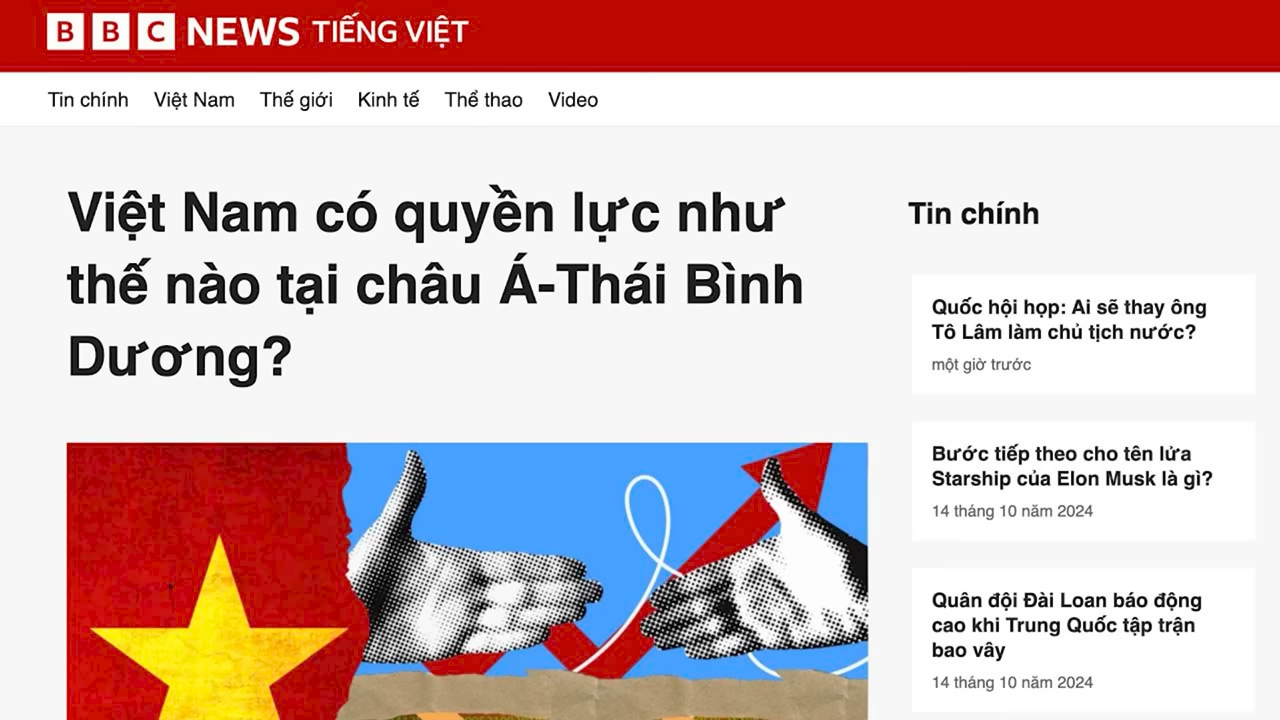 BBC NEWS TIẾNG VIỆT
Tin chính Việt Nam Thế giới Kinh tế Thể thao Video
Việt Nam có quyền lực như
thế nào tại châu Á-Thái Bình
Dương?
Tin chính
Quốc hội họp: Ai sẽ thay ông
Tô Lâm làm chủ tịch nước?
một giờ trước
Bước tiếp theo cho tên lửa
Starship của Elon Musk là gì?
14 tháng 10 năm 2024
Quân đội Đài Loan báo động
cao khi Trung Quốc tập trận
bao vây
14 tháng 10 năm 2024